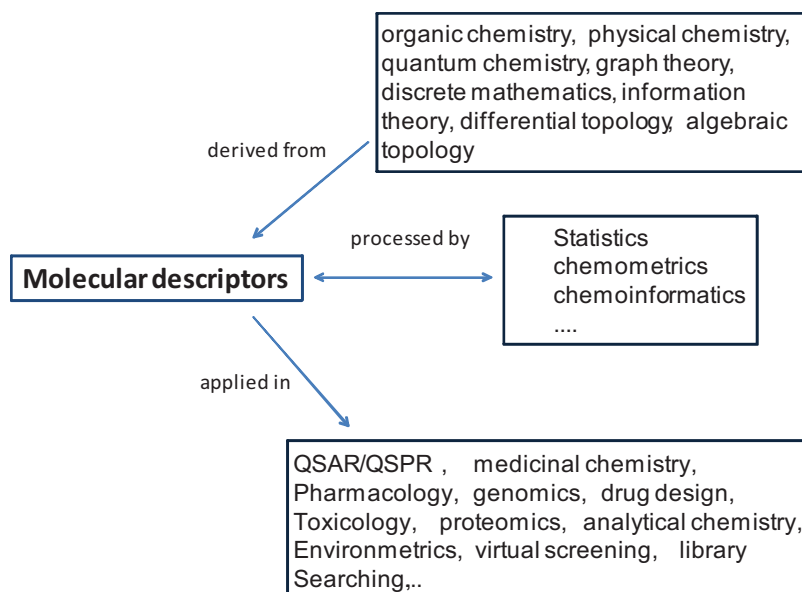 organic chemistry, physical chemistry,
quantum chemistry, graph theory,
discrete mathematics, information
theory, differential topology, algebraic
topology
derived from
processed by
Molecular descriptors
Statistics
chemometrics
chemoinformatics
....
applied in
QSAR/QSPR , medicinal chemistry,
Pharmacology, genomics, drug design,
Toxicology, proteomics, analytical chemistry,
Environmetrics, virtual screening, library
Searching,..